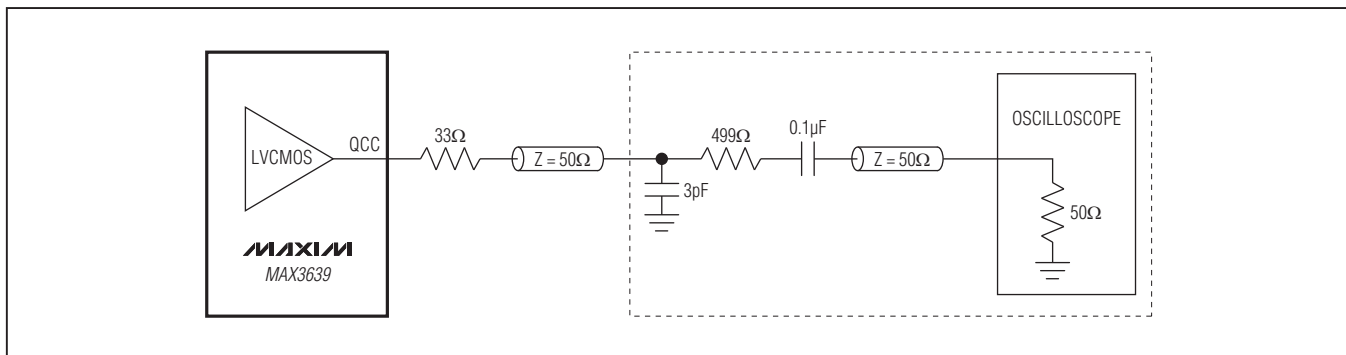 LVCMOS
QCC
33Ω
Z = 50Ω
3pF
499Ω
0.1µF
Z = 50Ω
OSCILLOSCOPE
50Ω
MAXIM
MAX3639